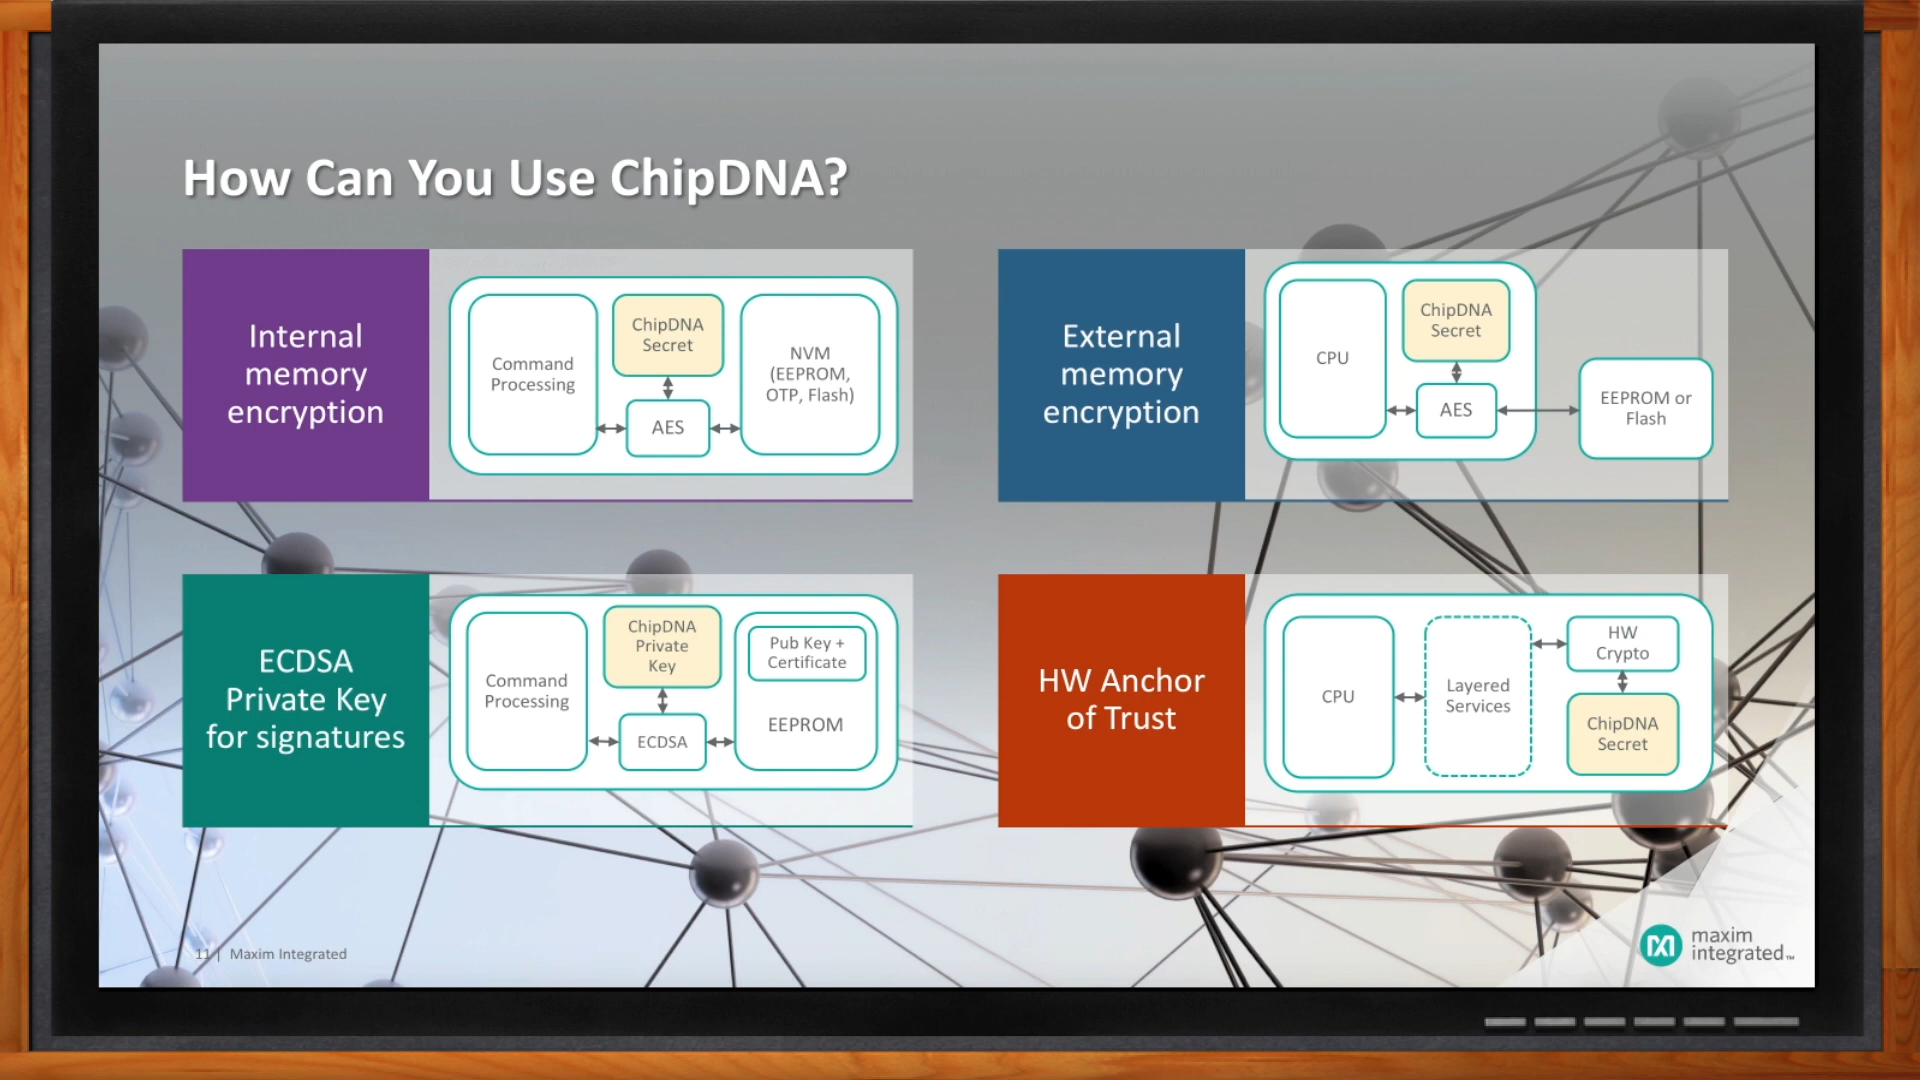 How Can You Use ChipDNA?
Internal
memory
encryption
Command
Processing
ChipDNA
Secret
AES
NVM
(EEPROM,
OTP, Flash)
External
memory
encryption
CPU
ChipDNA
Secret
AES
EEPROM or
Flash
ECDSA
Private Key
for signatures
Command
Processing
ChipDNA
Private
Key
ECDSA
Pub Key +
Certificate
EEPROM
HW Anchor
of Trust
CPU
Layered
Services
HW
Crypto
ChipDNA
Secret
11 | Maxim Integrated
maxim
integrated™